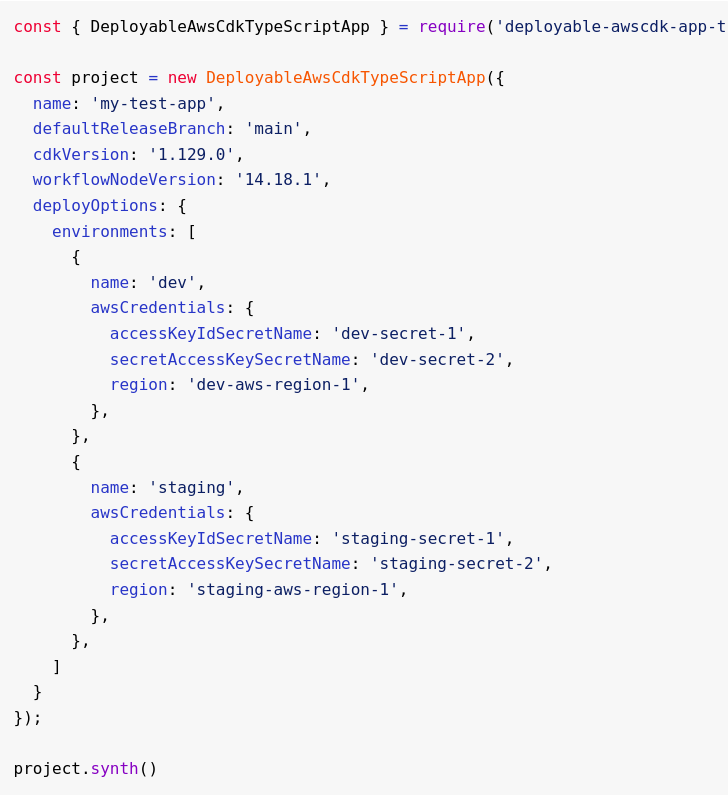 const { DeployableAwsCdkTypeScriptApp } = require('deployable-awscdk-app-t

const project = new DeployableAwsCdkTypeScriptApp({
  name: 'my-test-app',
  defaultReleaseBranch: 'main',
  cdkVersion: '1.129.0',
  workflowNodeVersion: '14.18.1',
  deployOptions: {
    environments: [
      {
        name: 'dev',
        awsCredentials: {
          accessKeyIdSecretName: 'dev-secret-1',
          secretAccessKeySecretName: 'dev-secret-2',
          region: 'dev-aws-region-1',
        },
      },
      {
        name: 'staging',
        awsCredentials: {
          accessKeyIdSecretName: 'staging-secret-1',
          secretAccessKeySecretName: 'staging-secret-2',
          region: 'staging-aws-region-1',
        },
      },
    ]
  }
});

project.synth()